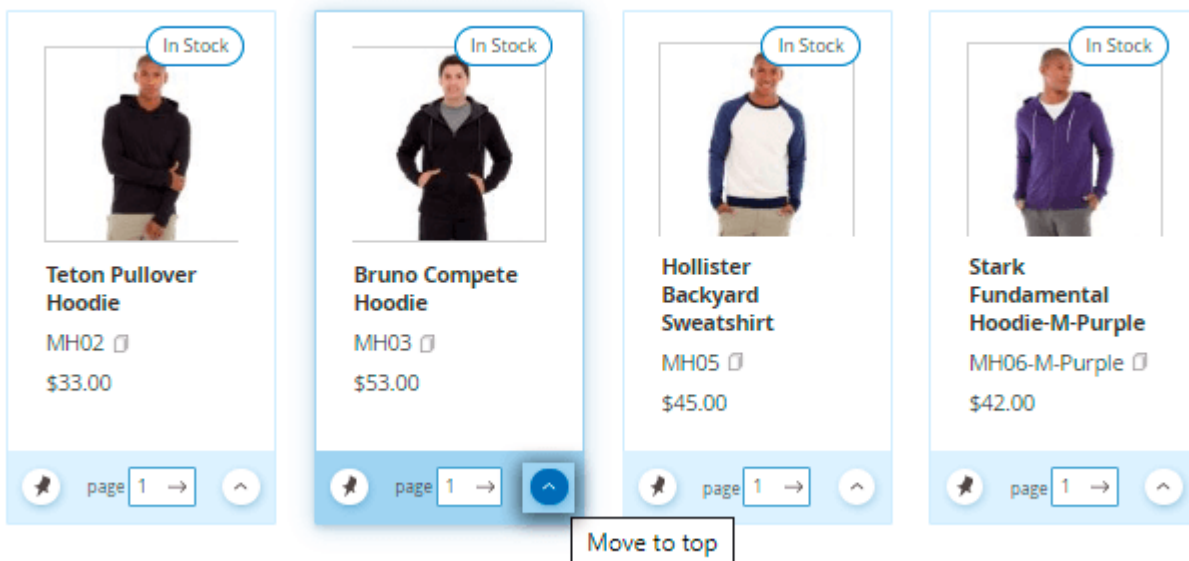 In Stock
Teton Pullover
Hoodie
MH02
$33.00
page 1 →
In Stock
Bruno Compete
Hoodie
MH03
$53.00
page 1 →
Move to top
In Stock
Hollister
Backyard
Sweatshirt
MH05
$45.00
page 1 →
In Stock
Stark
Fundamental
Hoodie-M-Purple
MH06-M-Purple
$42.00
page 1 →